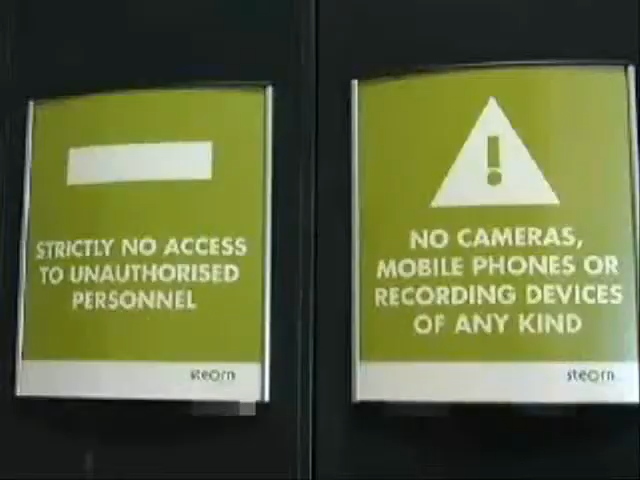 STRICTLY NO ACCESS
TO UNAUTHORISED
PERSONNEL
steorn
NO CAMERAS,
MOBILE PHONES OR
RECORDING DEVICES
OF ANY KIND
steorn